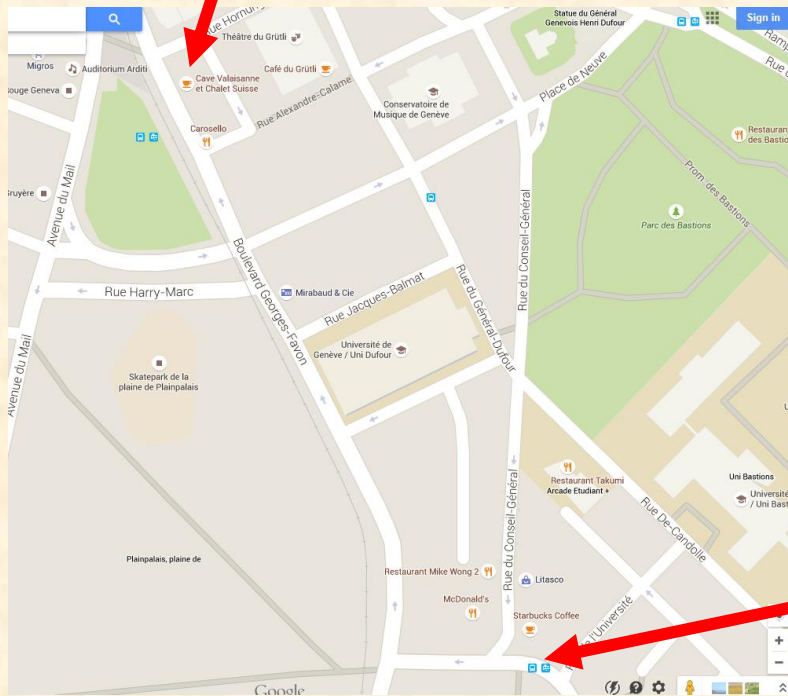 Rue Hornung
Statue du Général
Genevois Henri Dufour
Sign in
Théâtre du Grütli
Place de Neuve
Migros
Auditorium Arditi
Café du Grütli
Cave Valaisanne
et Chalet Suisse
ouge Geneva
Rue Alexandre-Calame
Conservatoire de
Musique de Genève
Carosello
Restauran
des Bastio
Prom. des Bastions
Avenue du Mail
ruyère
Parc des Bastions
Rue du Conseil-Général
Boulevard Georges-Favon
Rue Harry-Marc
Mirabaud & Cie
Rue Jacques-Balmat
Rue du Général-Dufour
Université de
Genève / Uni Dufour
Avenue du Mail
Skatepark de la
plaine de Plainpalais
Restaurant Takumi
Arcade Etudiant
Uni Bastions
Université
/ Uni Bast
Rue du Conseil-Général
Rue De-Candolle
Plainpalais, plaine de
Restaurant Mike Wong 2
Litasco
McDonald's
Starbucks Coffee
l'Université
Google